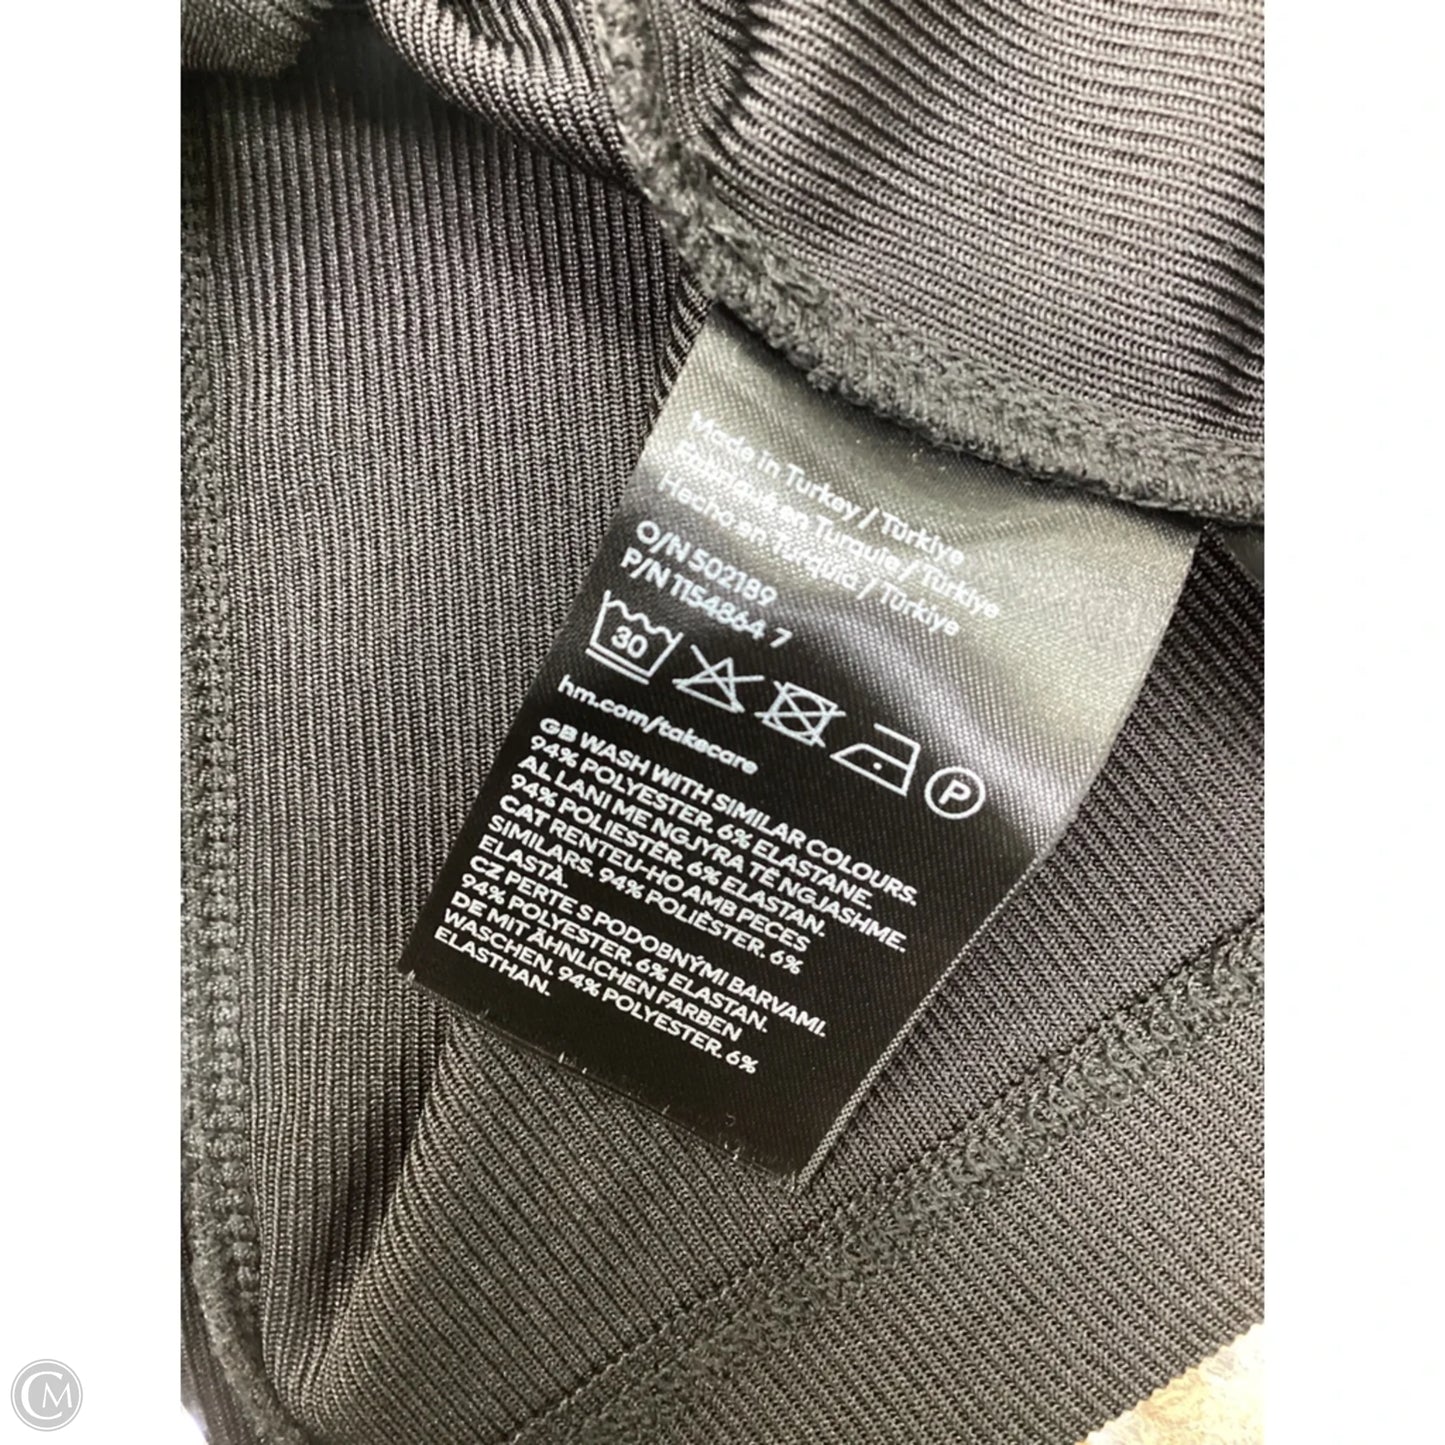 Made in Turkey / Türkiye
Fabriqué en Turquie / Türkiye
Hecho en Turquía / Türkiye
O/N 502189
P/N 1154864 7
30
P
hm.com/takecare
GB WASH WITH SIMILAR COLOURS.
94% POLYESTER. 6% ELASTANE.
AL LANI ME NGJYRA TË NGJASHME.
94% POLIESTËR. 6% ELASTAN.
CAT RENTEU-HO AMB PECES
SIMILARS. 94% POLIÈSTER. 6%
ELASTÀ.
CZ PERTE S PODOBNÝMI BARVAMI.
94% POLYESTER. 6% ELASTAN.
DE MIT ÄHNLICHEN FARBEN
WASCHEN. 94% POLYESTER. 6%
ELASTHAN.
CM